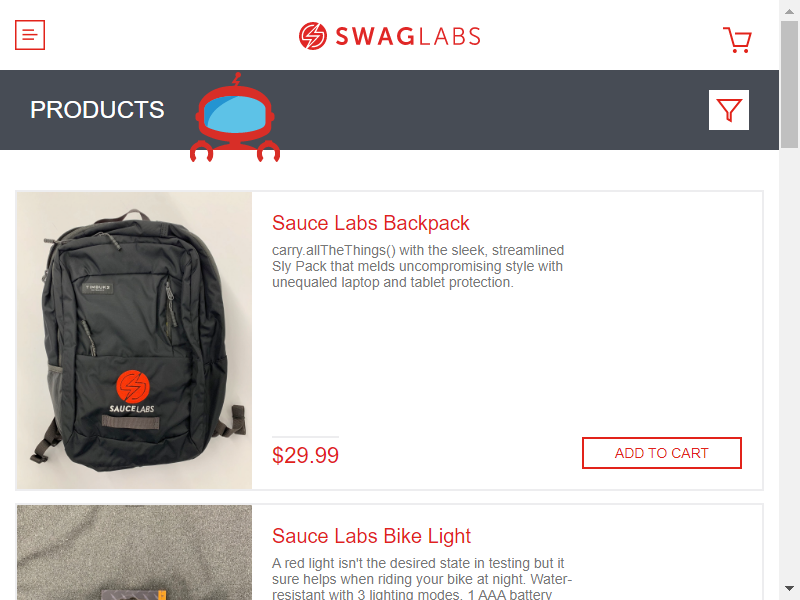 SWAGLABS
PRODUCTS
Sauce Labs Backpack
carry.allTheThings() with the sleek, streamlined
Sly Pack that melds uncompromising style with
unequaled laptop and tablet protection.
TIMBUK2
SAUCELABS
$29.99
ADD TO CART
Sauce Labs Bike Light
A red light isn't the desired state in testing but it
sure helps when riding your bike at night. Water-
resistant with 3 lighting modes, 1 AAA battery